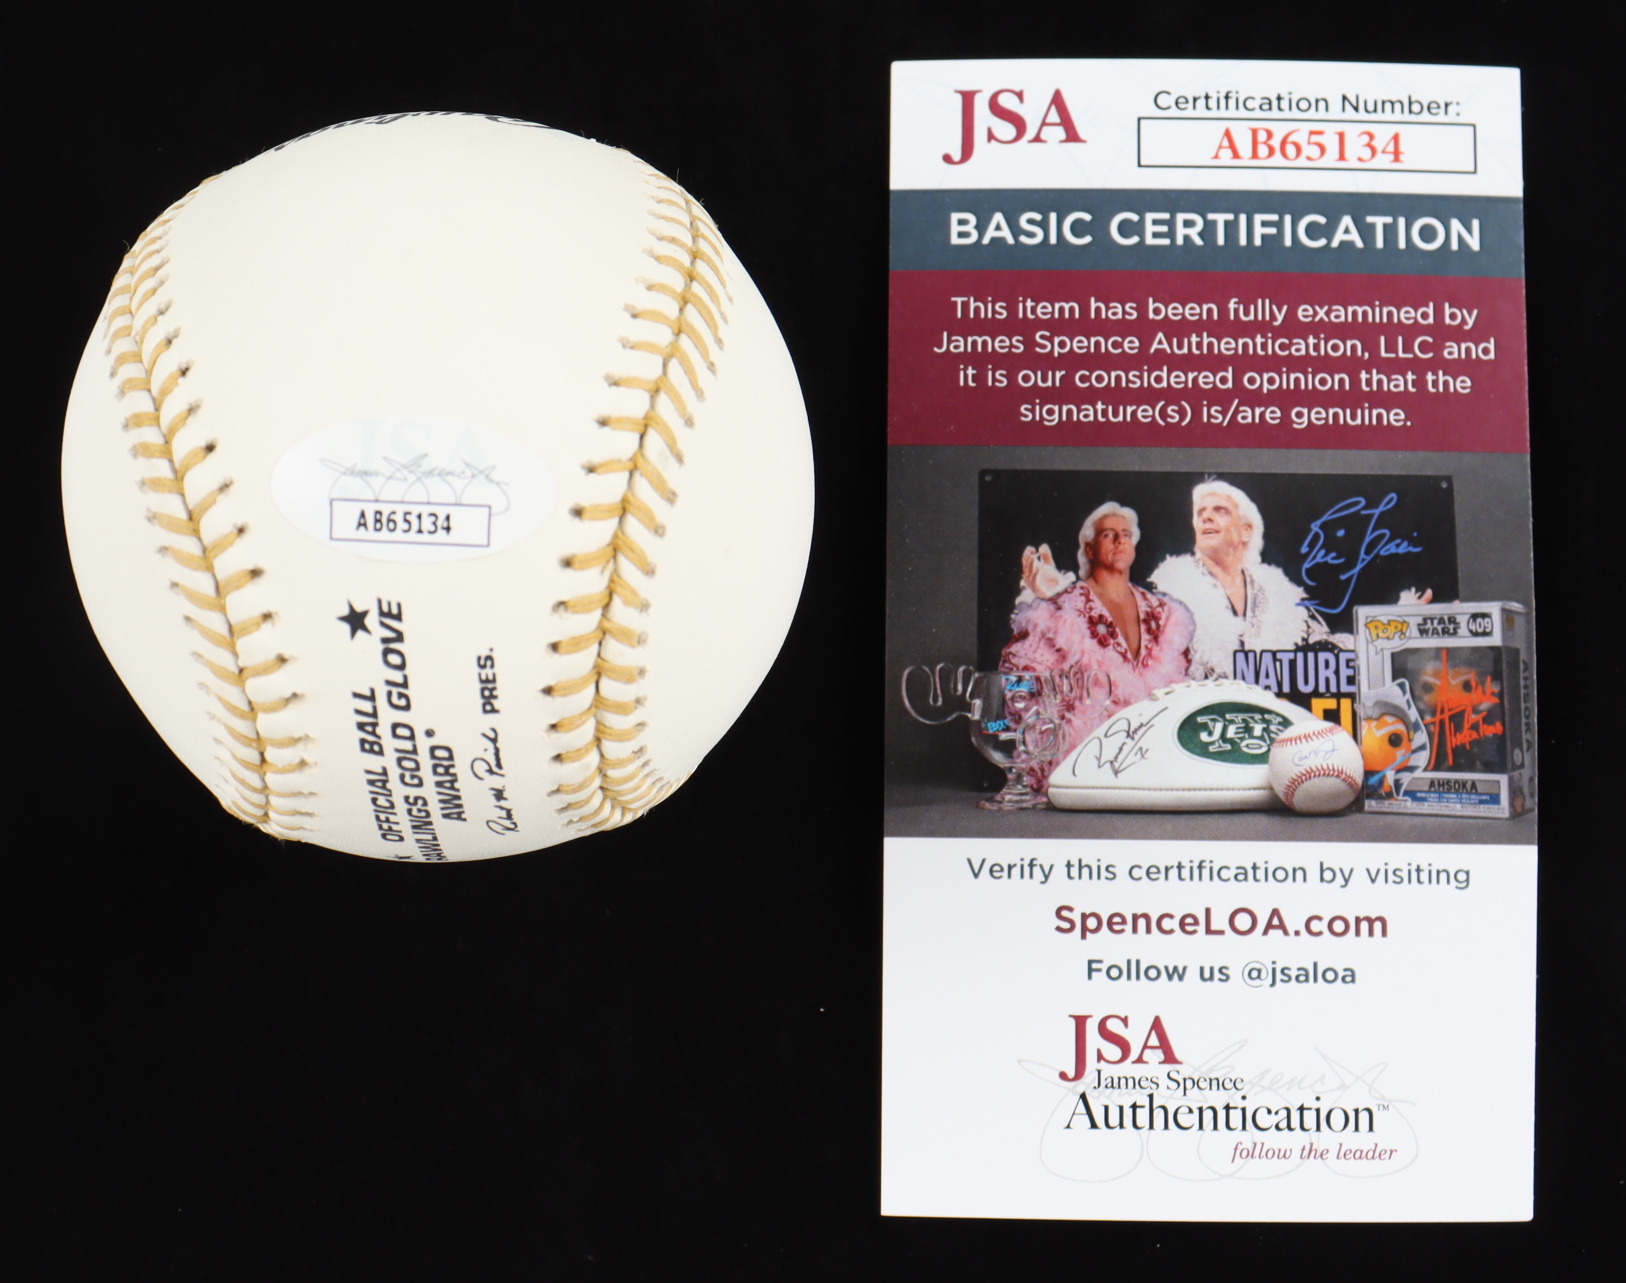 JSA
AB65134
★ OFFICIAL BALL ★
RAWLINGS GOLD GLOVE
AWARD®
PRES.
JSA
Certification Number:
AB65134
BASIC CERTIFICATION
This item has been fully examined by
James Spence Authentication, LLC and
it is our considered opinion that the
signature(s) is/are genuine.
NATURE
POP!
STAR
WARS
409
JETS
AHSOKA
Verify this certification by visiting
SpenceLOA.com
Follow us @jsaloa
JSA
James Spence
Authentication™
follow the leader